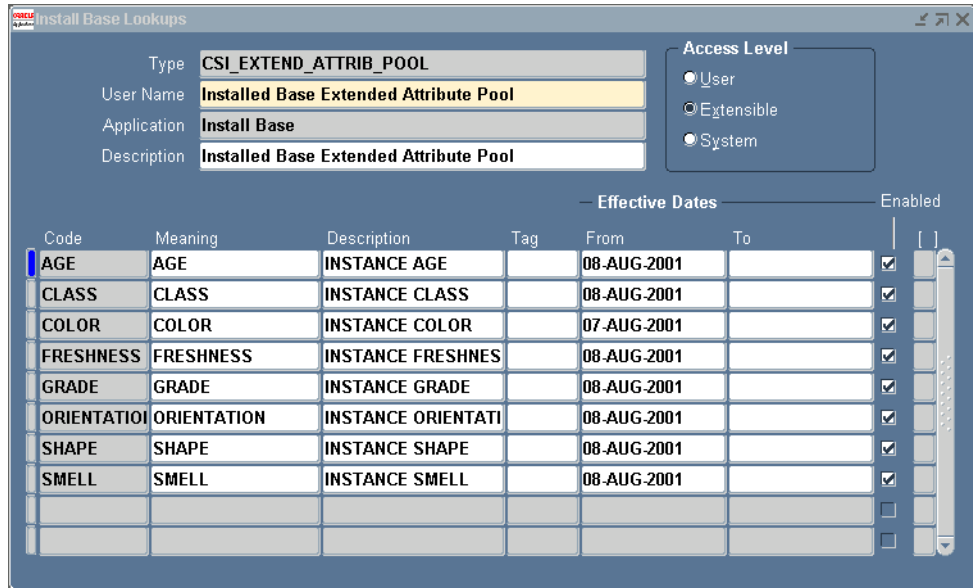 ORACLE
Install Base Lookups
Type CSI_EXTEND_ATTRIB_POOL
User Name Installed Base Extended Attribute Pool
Application Install Base
Description Installed Base Extended Attribute Pool
Access Level
User
Extensible
System
Effective Dates Enabled
Code Meaning Description Tag From To [ ]
AGE AGE INSTANCE AGE 08-AUG-2001
CLASS CLASS INSTANCE CLASS 08-AUG-2001
COLOR COLOR INSTANCE COLOR 07-AUG-2001
FRESHNESS FRESHNESS INSTANCE FRESHNES 08-AUG-2001
GRADE GRADE INSTANCE GRADE 08-AUG-2001
ORIENTATIO ORIENTATION INSTANCE ORIENTATI 08-AUG-2001
SHAPE SHAPE INSTANCE SHAPE 08-AUG-2001
SMELL SMELL INSTANCE SMELL 08-AUG-2001